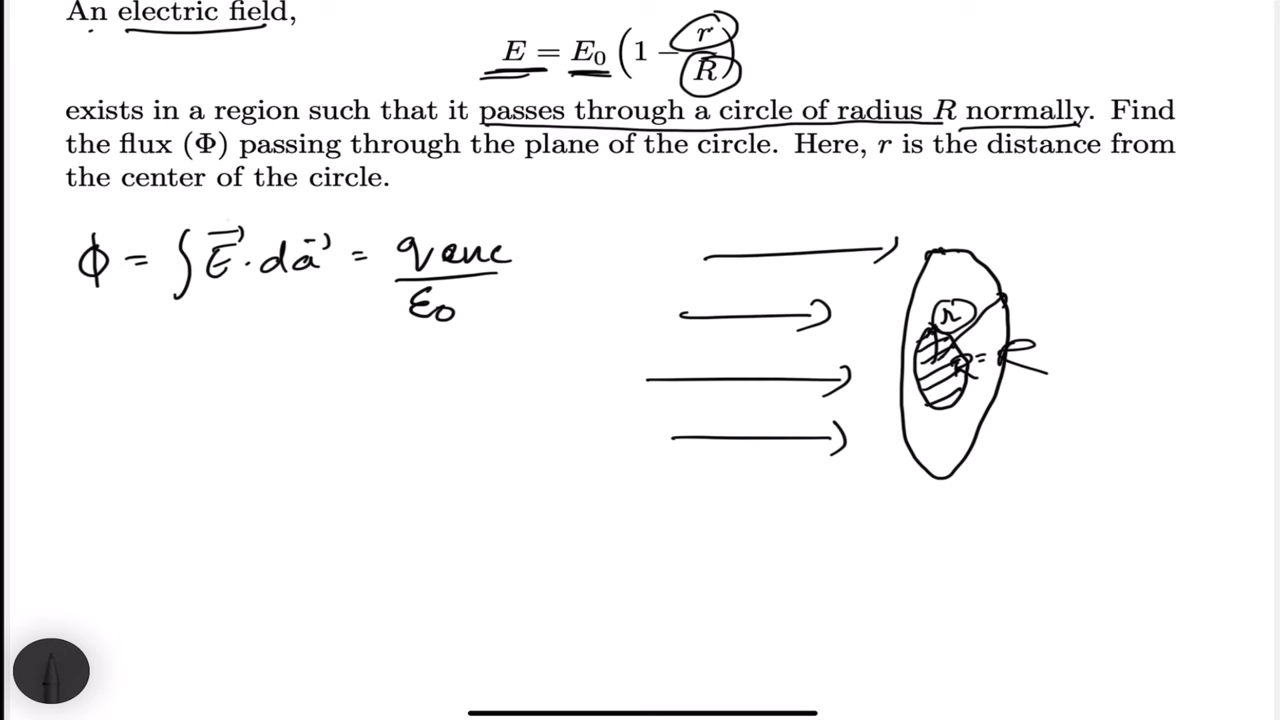 An electric field,
E = E₀ (1 − r/R)
exists in a region such that it passes through a circle of radius R normally. Find
the flux (Φ) passing through the plane of the circle. Here, r is the distance from
the center of the circle.
ϕ = ∫ E⃗ · da⃗ = q enc / ε₀
r
R = R